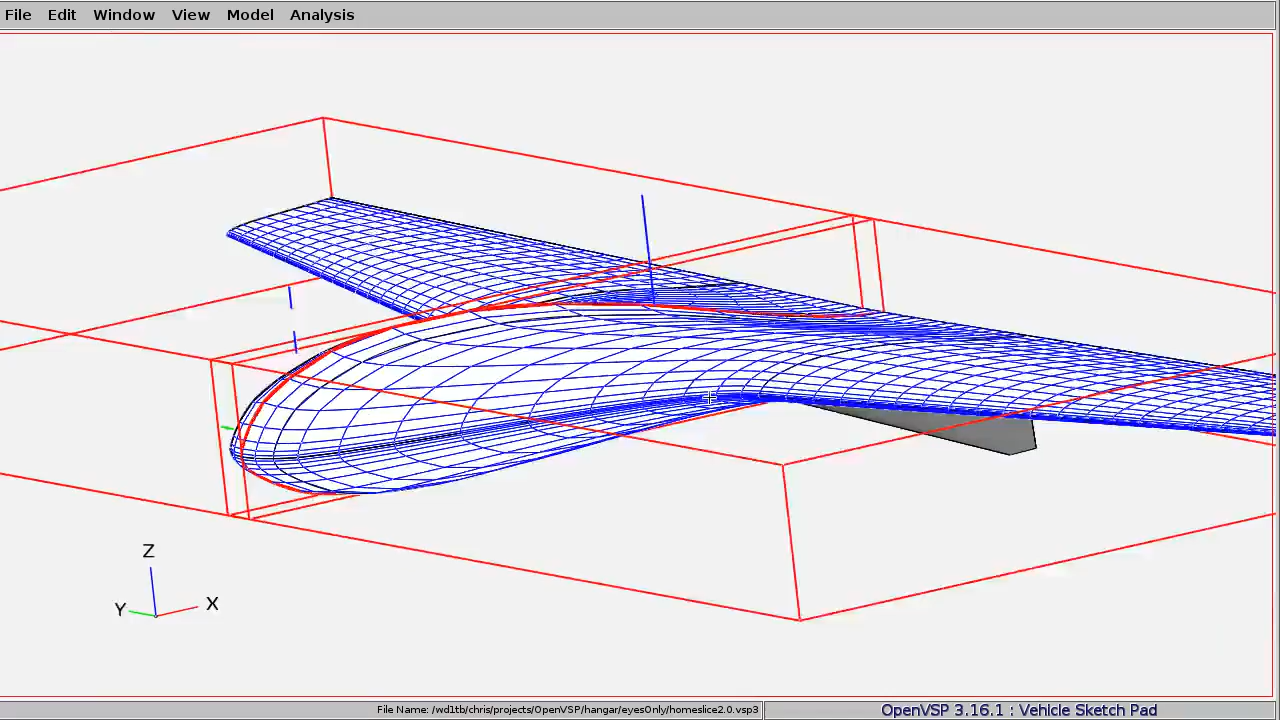 File Edit Window View Model Analysis
Z
Y X
File Name: /wd1tb/chris/projects/OpenVSP/hangar/eyesOnly/homeslice2.0.vsp3
OpenVSP 3.16.1 : Vehicle Sketch Pad